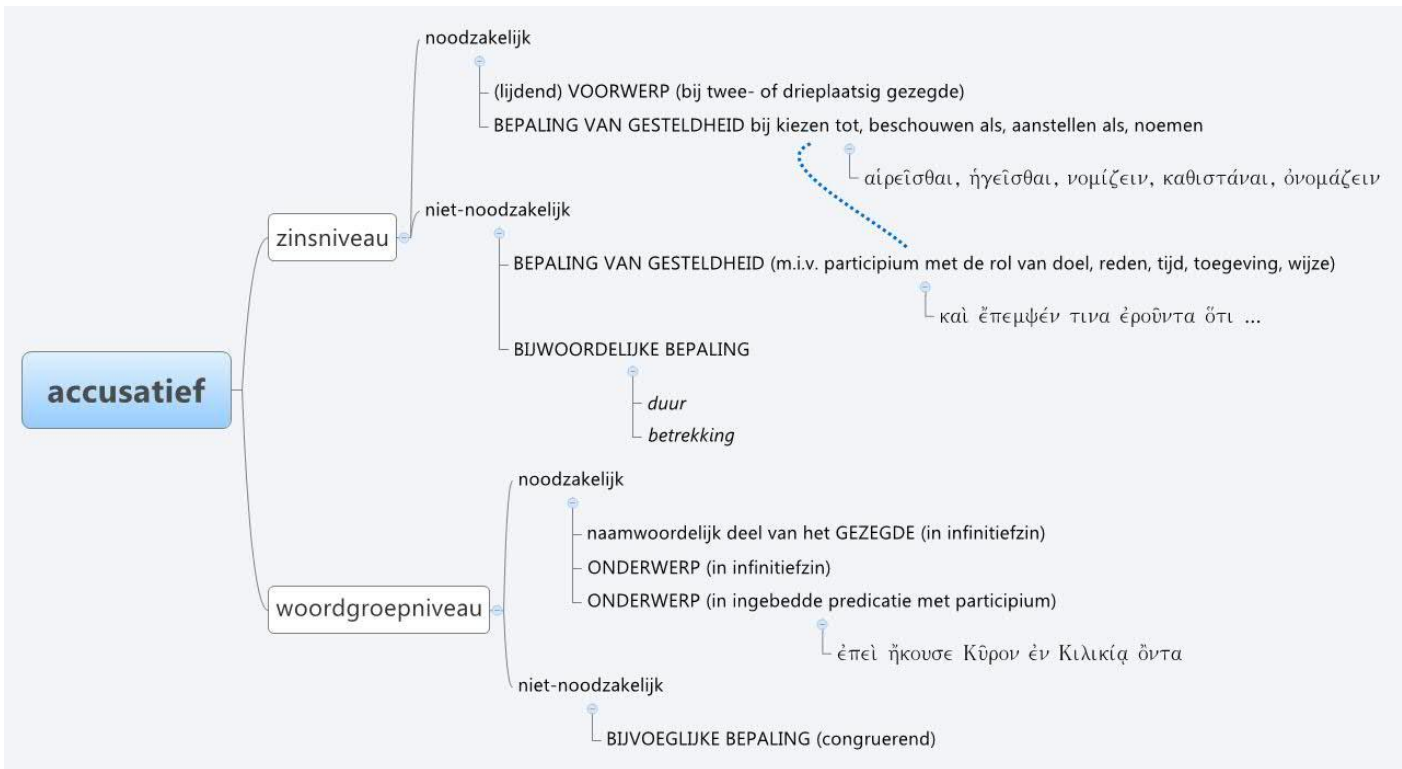 noodzakelijk
(lijdend) VOORWERP (bij twee- of drieplaatsig gezegde)
BEPALING VAN GESTELDHEID bij kiezen tot, beschouwen als, aanstellen als, noemen
αἱρεῖσθαι, ἡγεῖσθαι, νομίζειν, καθιστάναι, ὀνομάζειν
niet-noodzakelijk
zinsniveau
BEPALING VAN GESTELDHEID (m.i.v. participium met de rol van doel, reden, tijd, toegeving, wijze)
καὶ ἔπεμψέν τινα ἐροῦντα ὅτι ...
BIJWOORDELIJKE BEPALING
accusatief
duur
betrekking
noodzakelijk
naamwoordelijk deel van het GEZEGDE (in infinitiefzin)
ONDERWERP (in infinitiefzin)
woordgroepniveau
ONDERWERP (in ingebedde predicatie met participium)
ἐπεὶ ἤκουσε Κῦρον ἐν Κιλικίᾳ ὄντα
niet-noodzakelijk
BIJVOEGLIJKE BEPALING (congruerend)